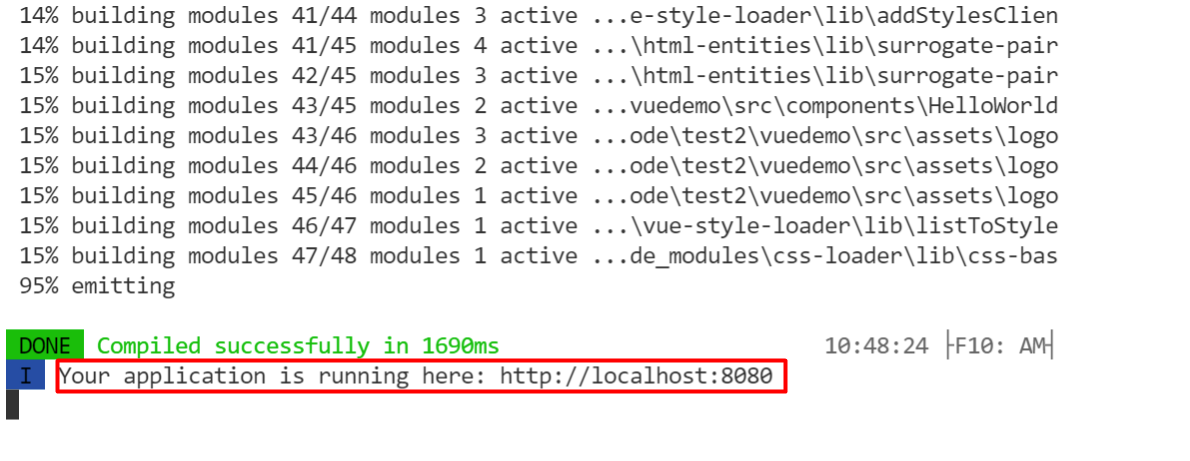 14% building modules 41/44 modules 3 active ...e-style-loader\lib\addStylesClien
14% building modules 41/45 modules 4 active ...\html-entities\lib\surrogate-pair
15% building modules 42/45 modules 3 active ...\html-entities\lib\surrogate-pair
15% building modules 43/45 modules 2 active ...vuedemo\src\components\HelloWorld
15% building modules 43/46 modules 3 active ...ode\test2\vuedemo\src\assets\logo
15% building modules 44/46 modules 2 active ...ode\test2\vuedemo\src\assets\logo
15% building modules 45/46 modules 1 active ...ode\test2\vuedemo\src\assets\logo
15% building modules 46/47 modules 1 active ...\vue-style-loader\lib\listToStyle
15% building modules 47/48 modules 1 active ...de_modules\css-loader\lib\css-bas
95% emitting
DONE Compiled successfully in 1690ms 10:48:24 ├F10: AM┤
I Your application is running here: http://localhost:8080